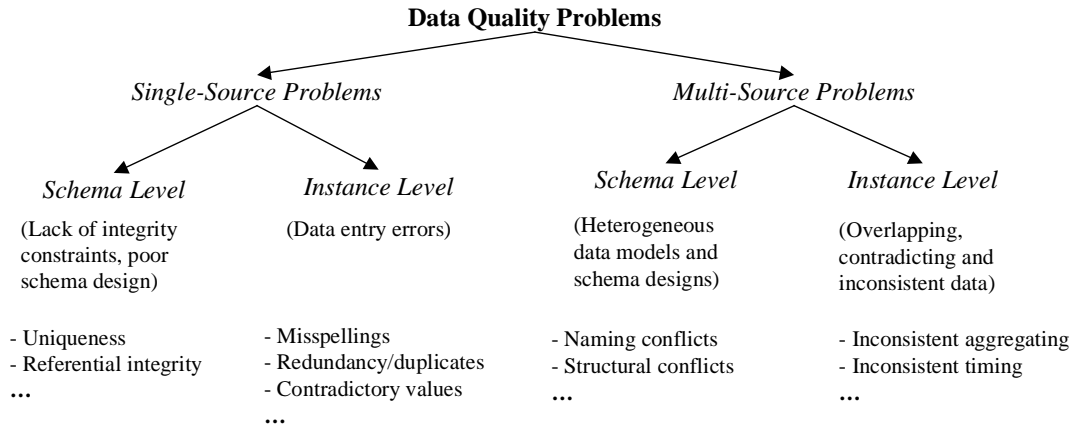 Data Quality Problems
Single-Source Problems
Multi-Source Problems
Schema Level
Instance Level
Schema Level
Instance Level
(Lack of integrity
constraints, poor
schema design)
(Data entry errors)
(Heterogeneous
data models and
schema designs)
(Overlapping,
contradicting and
inconsistent data)
- Uniqueness
- Referential integrity
...
- Misspellings
- Redundancy/duplicates
- Contradictory values
...
- Naming conflicts
- Structural conflicts
...
- Inconsistent aggregating
- Inconsistent timing
...